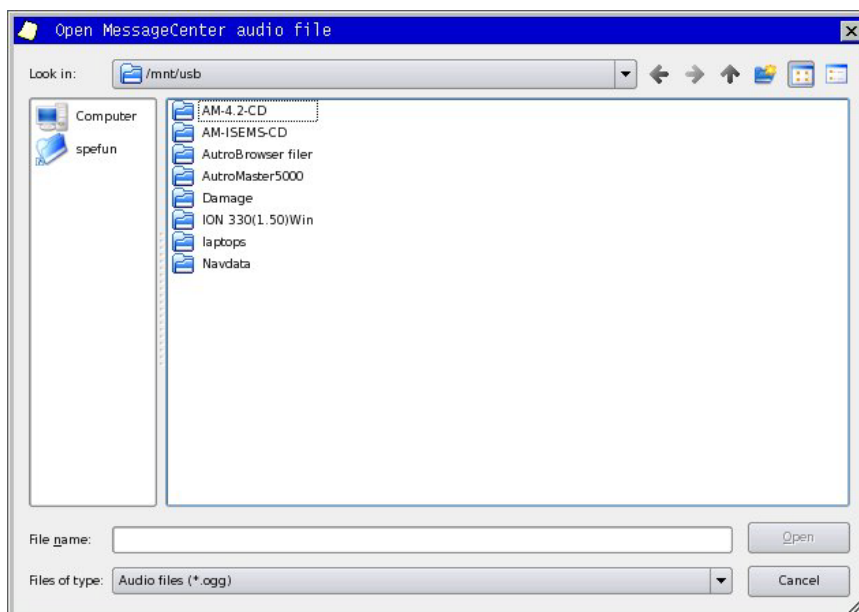 Open MessageCenter audio file
Look in:
/mnt/usb
Computer
spefun
AM-4.2-CD
AM-ISEMS-CD
AutroBrowser filer
AutroMaster5000
Damage
ION 330(1.50)Win
laptops
Navdata
File name:
Open
Files of type:
Audio files (*.ogg)
Cancel